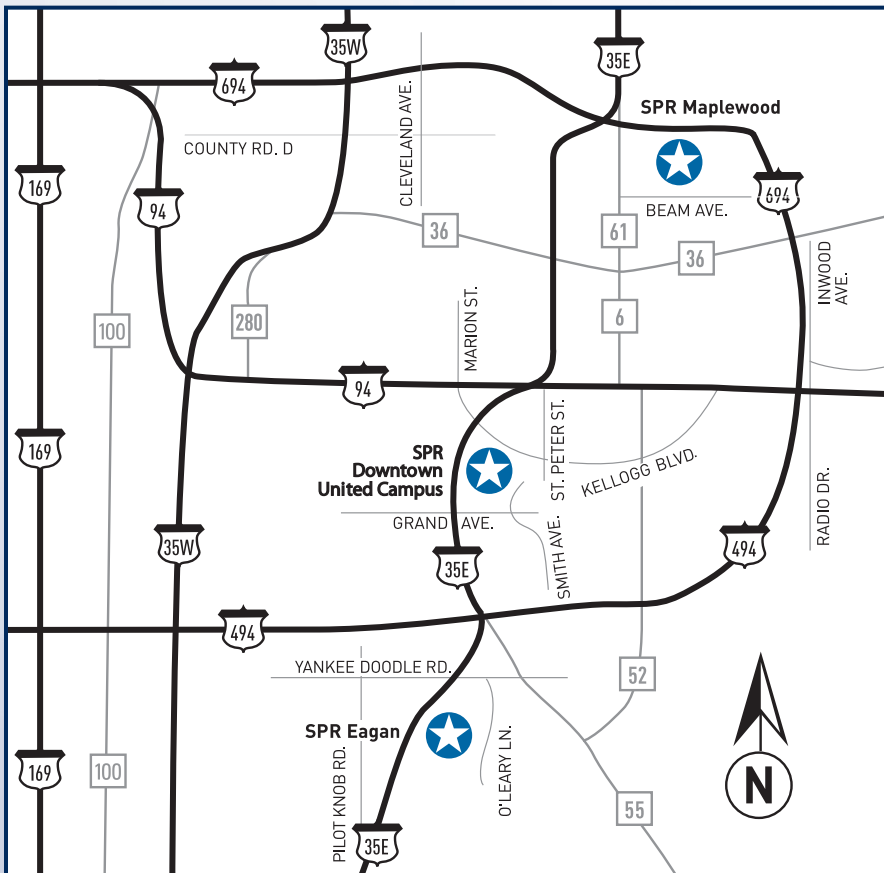 35W
35E
694
CLEVELAND AVE.
SPR Maplewood
COUNTY RD. D
169
94
694
BEAM AVE.
36
61
36
INWOOD
AVE.
100
280
MARION ST.
6
94
SPR
Downtown
United Campus
ST. PETER ST.
KELLOGG BLVD.
169
GRAND AVE.
SMITH AVE.
RADIO DR.
35W
35E
494
494
YANKEE DOODLE RD.
52
SPR Eagan
PILOT KNOB RD.
O'LEARY LN.
169
100
55
35E
N